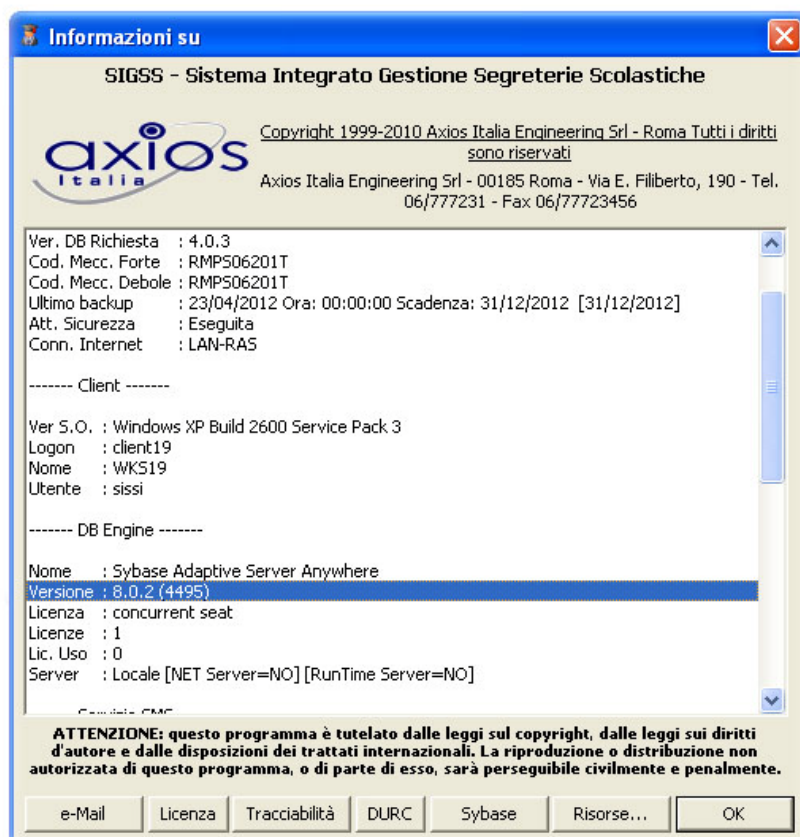 Informazioni su
SIGSS - Sistema Integrato Gestione Segreterie Scolastiche
axios
Italia
Copyright 1999-2010 Axios Italia Engineering Srl - Roma Tutti i diritti
sono riservati
Axios Italia Engineering Srl - 00185 Roma - Via E. Filiberto, 190 - Tel.
06/777231 - Fax 06/77723456
Ver. DB Richiesta : 4.0.3
Cod. Mecc. Forte : RMPS06201T
Cod. Mecc. Debole : RMPS06201T
Ultimo backup : 23/04/2012 Ora: 00:00:00 Scadenza: 31/12/2012 [31/12/2012]
Att. Sicurezza : Eseguita
Conn. Internet : LAN-RAS
------- Client -------
Ver S.O. : Windows XP Build 2600 Service Pack 3
Logon : client19
Nome : WKS19
Utente : sissi
------- DB Engine -------
Nome : Sybase Adaptive Server Anywhere
Versione : 8.0.2 (4495)
Licenza : concurrent seat
Licenze : 1
Lic. Uso : 0
Server : Locale [NET Server=NO] [RunTime Server=NO]
ATTENZIONE: questo programma è tutelato dalle leggi sul copyright, dalle leggi sui diritti
d'autore e dalle disposizioni dei trattati internazionali. La riproduzione o distribuzione non
autorizzata di questo programma, o di parte di esso, sarà perseguibile civilmente e penalmente.
e-Mail Licenza Tracciabilità DURC Sybase Risorse... OK